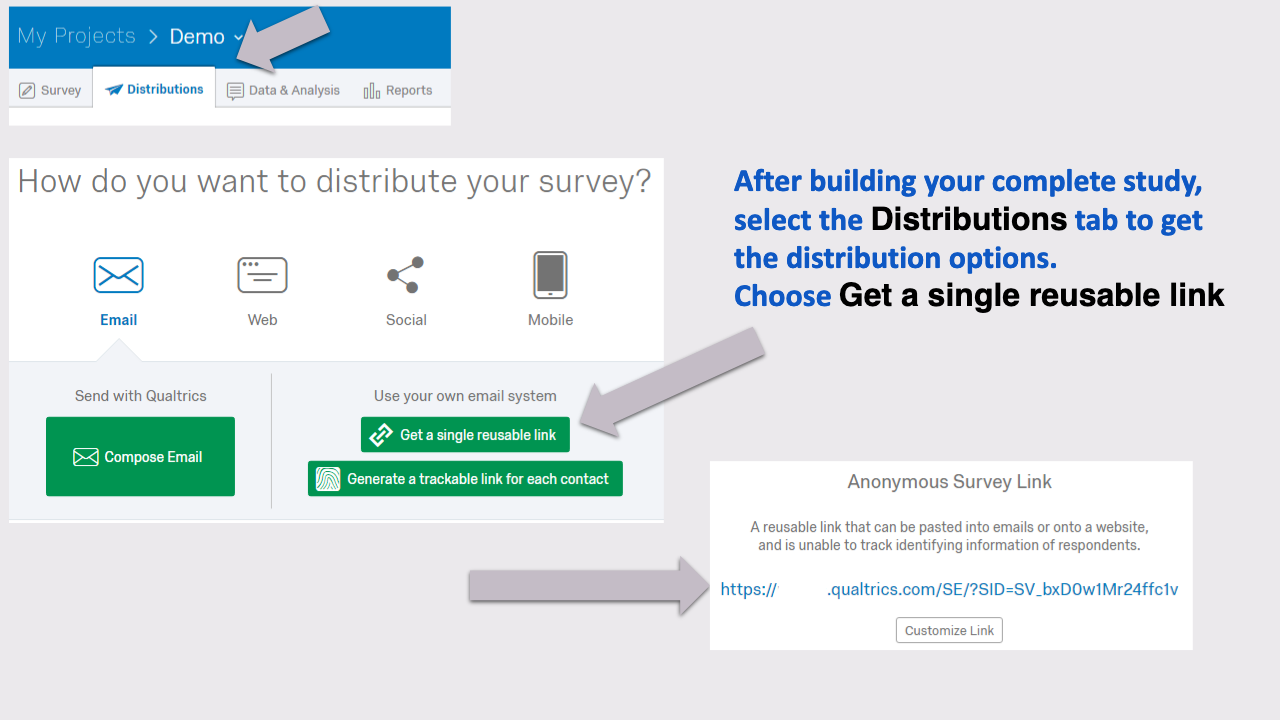 My Projects > Demo
Survey Distributions Data & Analysis Reports
How do you want to distribute your survey?
Email Web Social Mobile
Send with Qualtrics
Compose Email
Use your own email system
Get a single reusable link
Generate a trackable link for each contact
After building your complete study,
select the Distributions tab to get
the distribution options.
Choose Get a single reusable link
Anonymous Survey Link
A reusable link that can be pasted into emails or onto a website,
and is unable to track identifying information of respondents.
https:// .qualtrics.com/SE/?SID=SV_bxD0w1Mr24ffc1v
Customize Link